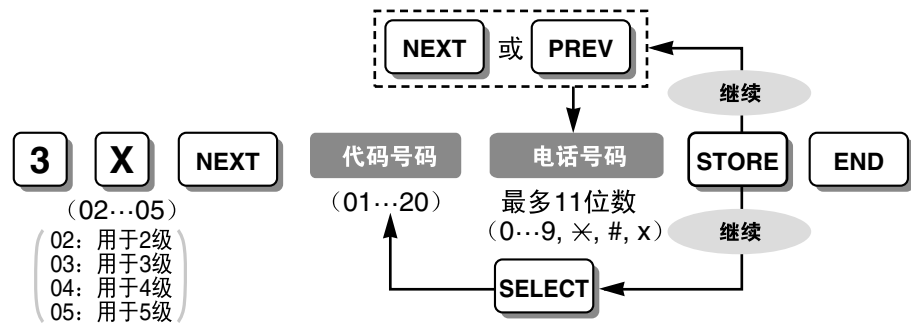 NEXT 或 PREV
继续
3 X NEXT 代码号码 电话号码 STORE END
(02…05) (01…20) 最多11位数
(0…9, ✳, #, x) 继续
02：用于2级
03：用于3级
04：用于4级
05：用于5级
SELECT